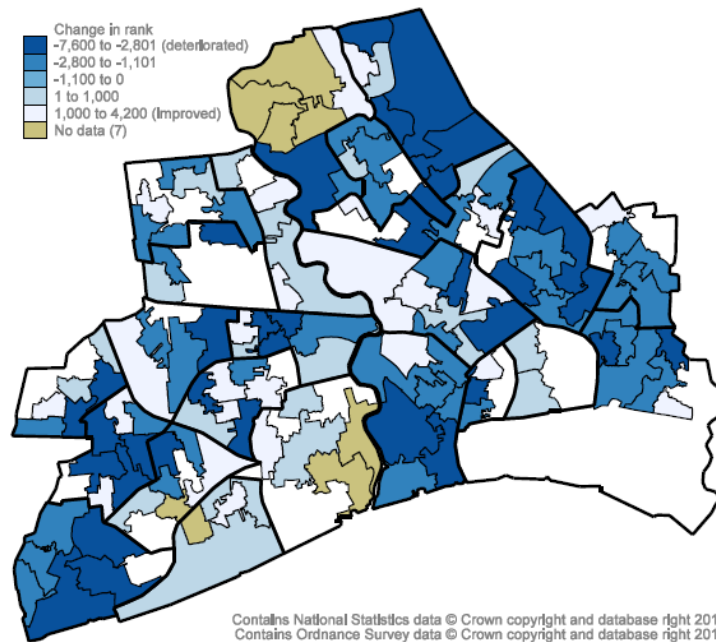 Change in rank
-7,600 to -2,801 (deteriorated)
-2,800 to -1,101
-1,100 to 0
1 to 1,000
1,000 to 4,200 (improved)
No data (7)
Contains National Statistics data © Crown copyright and database right 201
Contains Ordnance Survey data © Crown copyright and database right 201